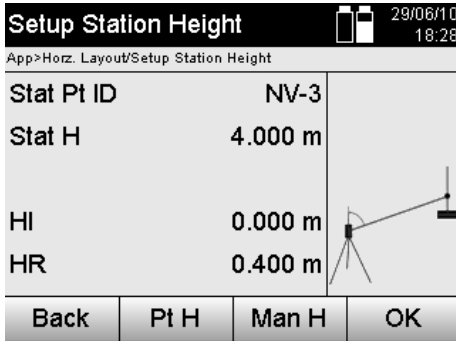 Setup Station Height
29/06/10
18:28
App>Horz. Layout/Setup Station Height
Stat Pt ID NV-3
Stat H 4.000 m
HI 0.000 m
HR 0.400 m
Back Pt H Man H OK